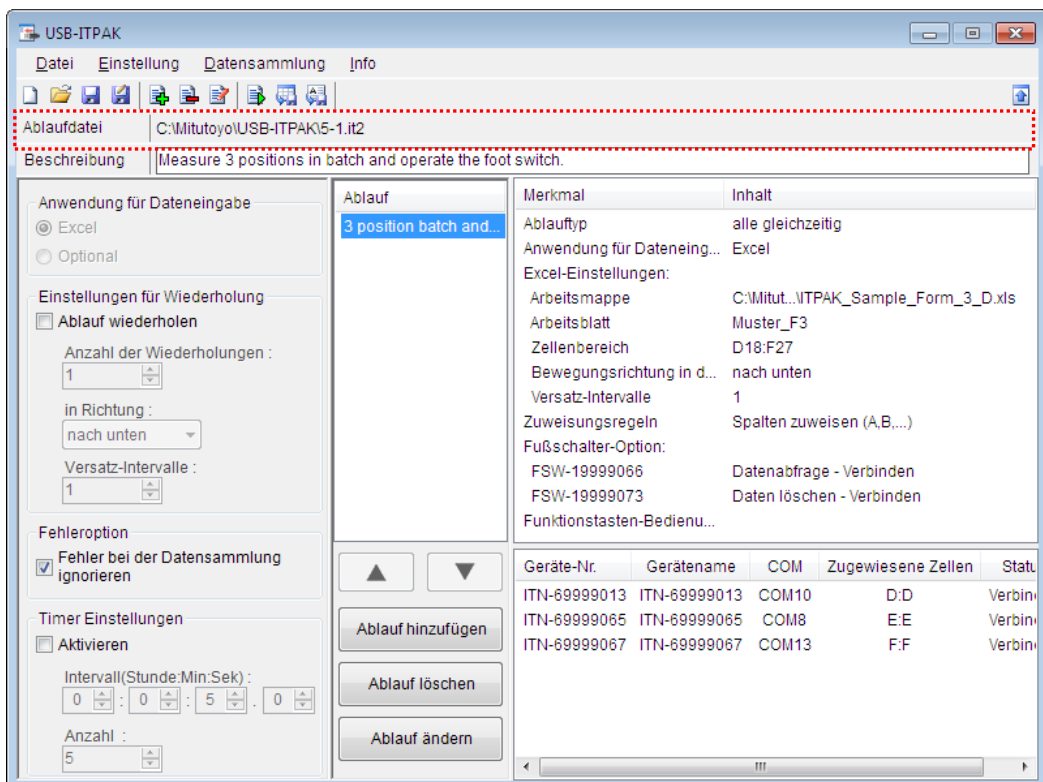 USB-ITPAK
Datei Einstellung Datensammlung Info
Ablaufdatei C:\Mitutoyo\USB-ITPAK\5-1.it2
Beschreibung Measure 3 positions in batch and operate the foot switch.
Anwendung für Dateneingabe
Excel
Optional
Einstellungen für Wiederholung
Ablauf wiederholen
Anzahl der Wiederholungen :
1
in Richtung :
nach unten
Versatz-Intervalle :
1
Fehleroption
Fehler bei der Datensammlung
ignorieren
Timer Einstellungen
Aktivieren
Intervall(Stunde:Min:Sek) :
0 : 0 : 5 . 0
Anzahl :
5
Ablauf
3 position batch and...
Ablauf hinzufügen
Ablauf löschen
Ablauf ändern
Merkmal Inhalt
Ablauftyp alle gleichzeitig
Anwendung für Dateneing... Excel
Excel-Einstellungen:
Arbeitsmappe C:\Mitut...\ITPAK_Sample_Form_3_D.xls
Arbeitsblatt Muster_F3
Zellenbereich D18:F27
Bewegungsrichtung in d... nach unten
Versatz-Intervalle 1
Zuweisungsregeln Spalten zuweisen (A,B,...)
Fußschalter-Option:
FSW-19999066 Datenabfrage - Verbinden
FSW-19999073 Daten löschen - Verbinden
Funktionstasten-Bedienu...
Geräte-Nr. Gerätename COM Zugewiesene Zellen Statu
ITN-69999013 ITN-69999013 COM10 D:D Verbin
ITN-69999065 ITN-69999065 COM8 E:E Verbin
ITN-69999067 ITN-69999067 COM13 F:F Verbin